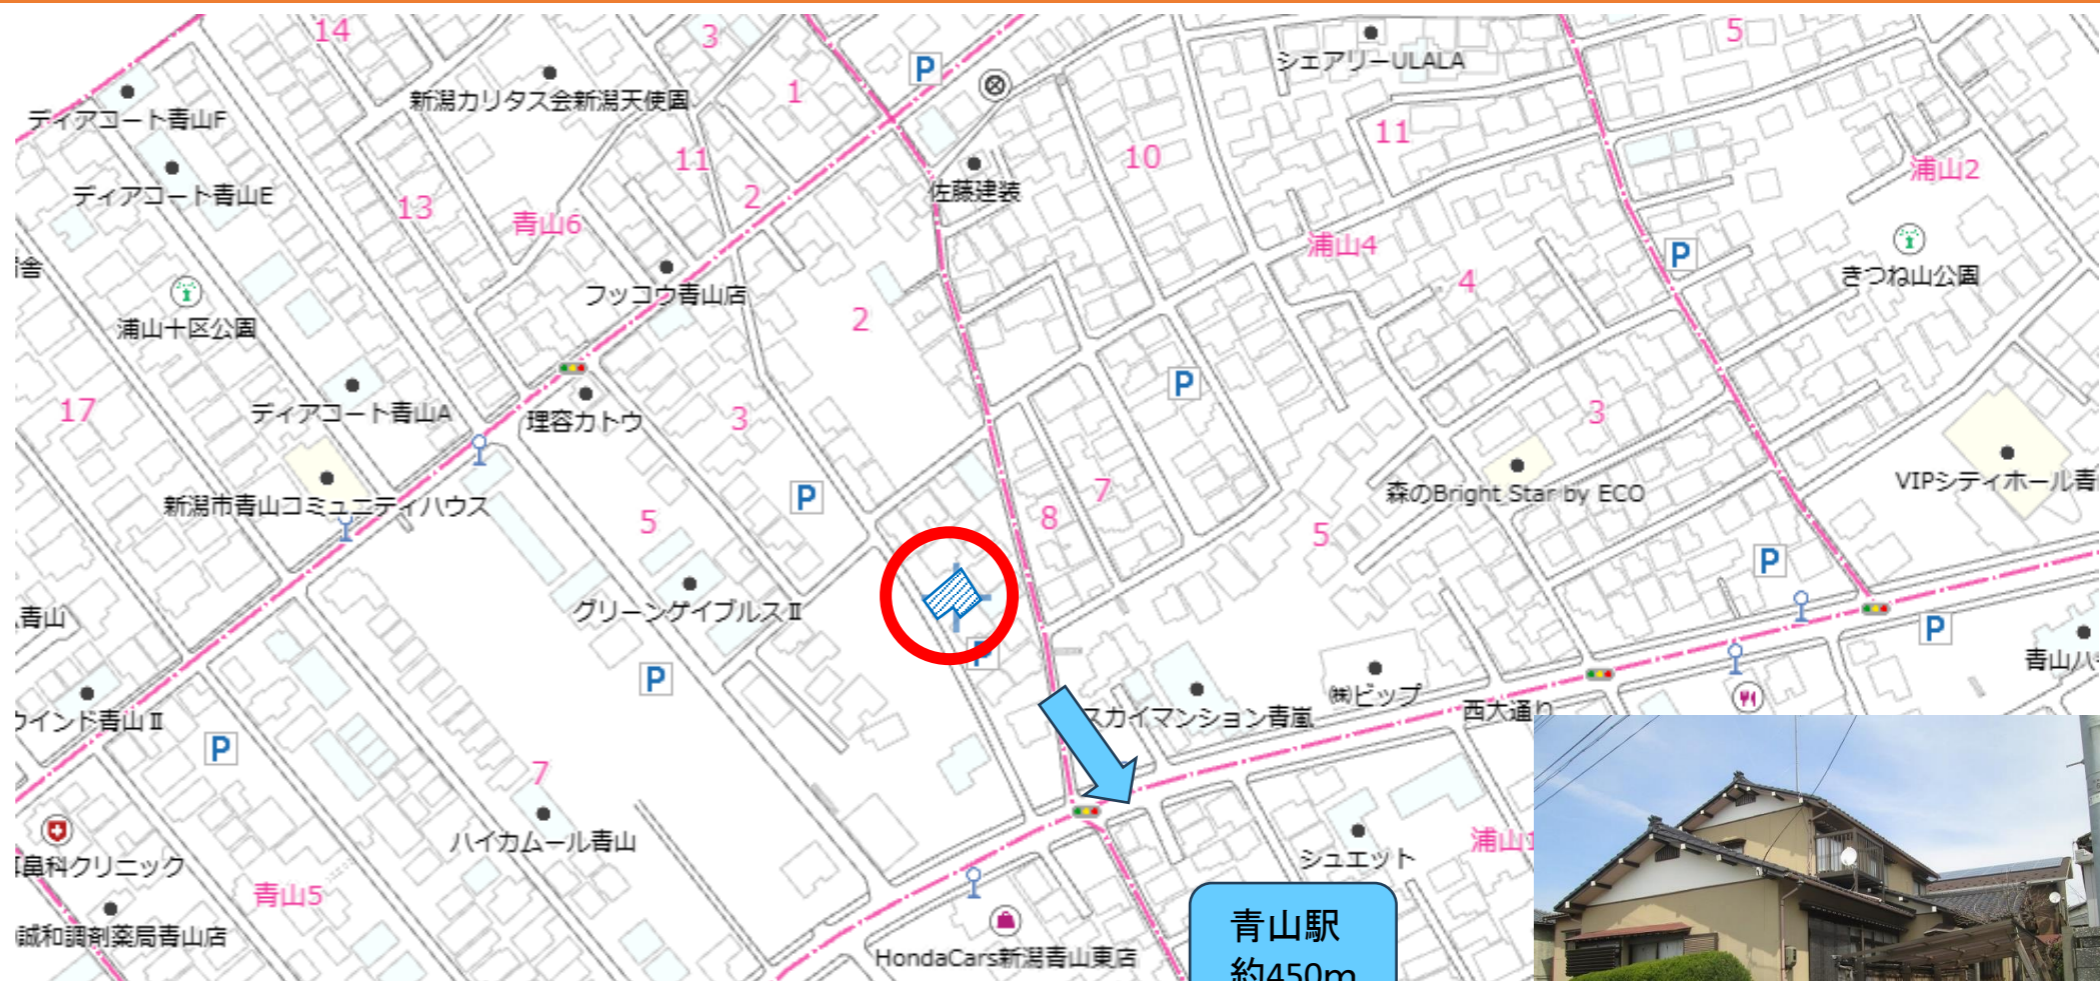 14
3
P
5
シェアリーULALA
新潟カリタス会新潟天使園
1
ディアコート青山F
11
11
10
佐藤建装
浦山2
ディアコート青山E
2
13
青山6
浦山4
P
きつね山公園
4
フッコウ青山店
浦山十区公園
2
P
17
ディアコート青山A
理容カトウ
3
3
新潟市青山コミュニティハウス
P
7
8
5
5
森のBright Star by ECO
VIPシティホール青
P
グリーンゲイブルスⅡ
青山
P
P
P
青山ハ
ウインド青山Ⅱ
スカイマンション青嵐
㈱ビップ
西大通り
P
7
ハイカムール青山
シュエット
浦山1
鼻科クリニック
青山5
誠和調剤薬局青山店
HondaCars新潟青山東店
青山駅
約450m